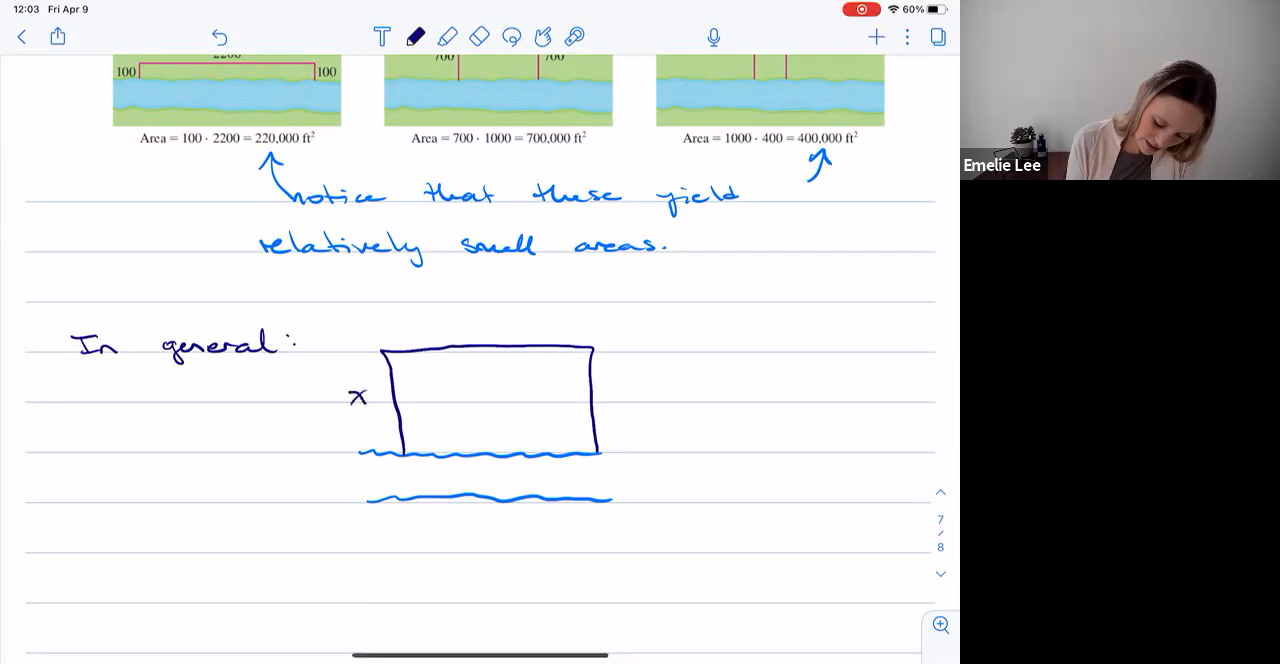 12:03 Fri Apr 9
60%
2200
100
100
700
700
Area = 100 · 2200 = 220,000 ft²
Area = 700 · 1000 = 700,000 ft²
Area = 1000 · 400 = 400,000 ft²
notice that these yield
relatively small areas.
In general:
x
7
/
8
Emelie Lee